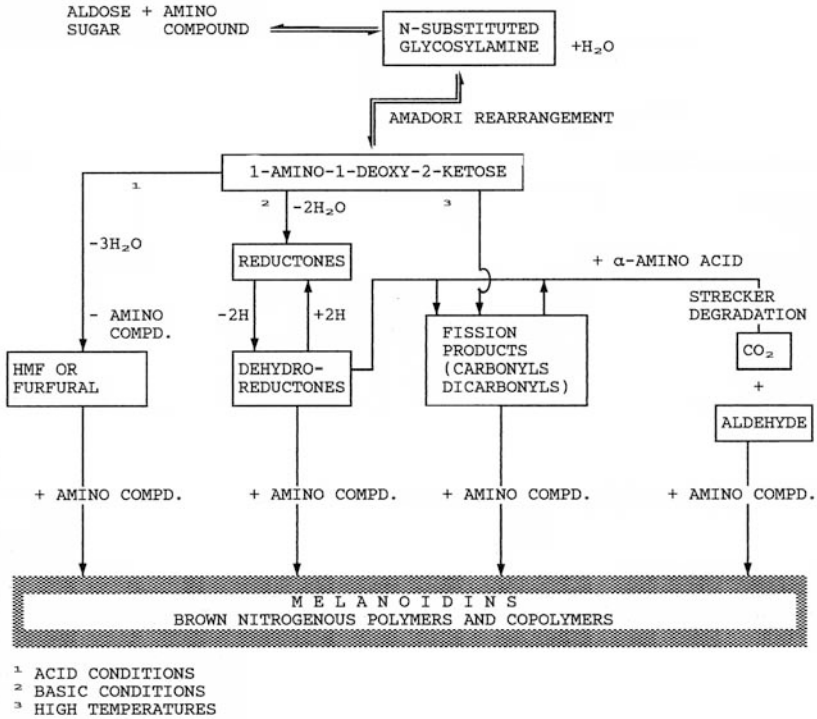 ALDOSE + AMINO
SUGAR COMPOUND
N-SUBSTITUTED
GLYCOSYLAMINE
+H₂O
AMADORI REARRANGEMENT
1-AMINO-1-DEOXY-2-KETOSE
1
2
3
-2H₂O
-3H₂O
REDUCTONES
+ α-AMINO ACID
- AMINO
COMPD.
-2H
+2H
STRECKER
DEGRADATION
HMF OR
FURFURAL
DEHYDRO-
REDUCTONES
FISSION
PRODUCTS
(CARBONYLS
DICARBONYLS)
CO₂
+
ALDEHYDE
+ AMINO COMPD.
+ AMINO COMPD.
+ AMINO COMPD.
+ AMINO COMPD.
M E L A N O I D I N S
BROWN NITROGENOUS POLYMERS AND COPOLYMERS
¹ ACID CONDITIONS
² BASIC CONDITIONS
³ HIGH TEMPERATURES